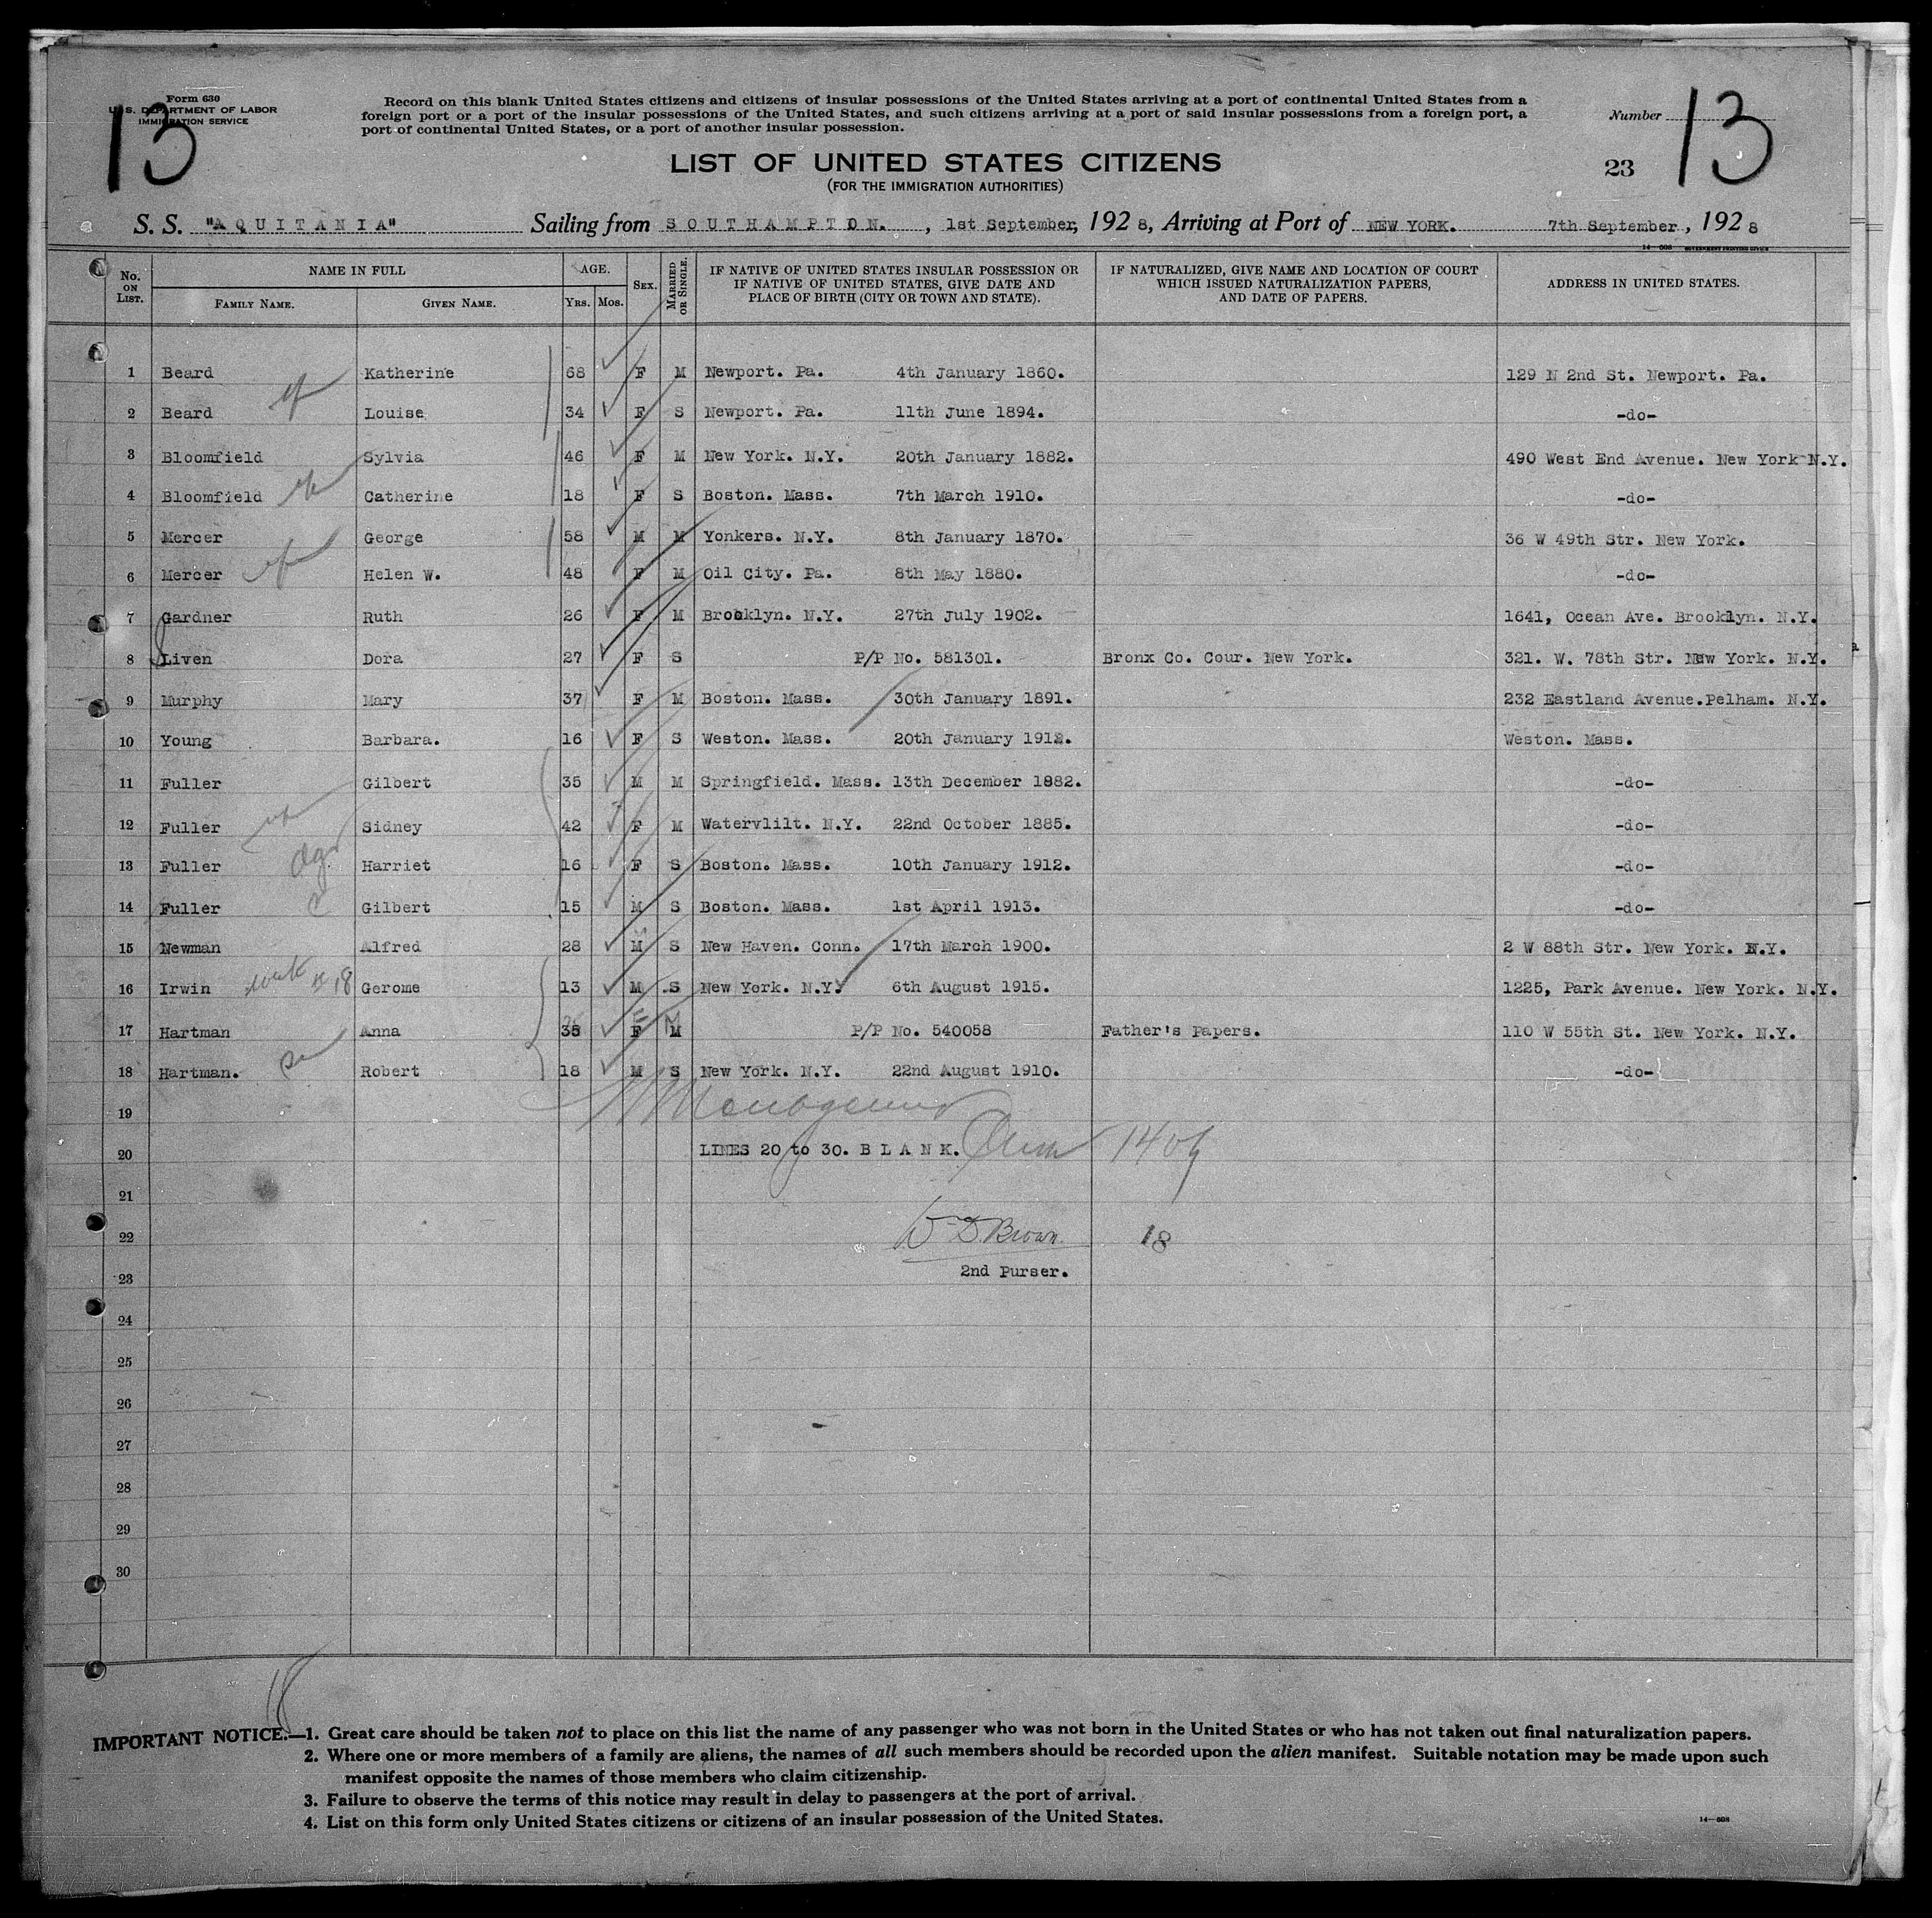 Form 630
U. S. DEPARTMENT OF LABOR
IMMIGRATION SERVICE
13
Record on this blank United States citizens and citizens of insular possessions of the United States arriving at a port of continental United States from a
foreign port or a port of the insular possessions of the United States, and such citizens arriving at a port of said insular possessions from a foreign port, a
port of continental United States, or a port of another insular possession.
Number
13
23
LIST OF UNITED STATES CITIZENS
(FOR THE IMMIGRATION AUTHORITIES)
S. S. "AQUITANIA" Sailing from SOUTHAMPTON. , 1st September, 1928, Arriving at Port of NEW YORK. 7th September, 1928
14—608 GOVERNMENT PRINTING OFFICE
No. ON LIST. NAME IN FULL AGE. SEX. MARRIED OR SINGLE. IF NATIVE OF UNITED STATES INSULAR POSSESSION OR IF NATIVE OF UNITED STATES, GIVE DATE AND PLACE OF BIRTH (CITY OR TOWN AND STATE). IF NATURALIZED, GIVE NAME AND LOCATION OF COURT WHICH ISSUED NATURALIZATION PAPERS, AND DATE OF PAPERS. ADDRESS IN UNITED STATES.
FAMILY NAME. GIVEN NAME. YRS. MOS.
1 Beard Katherine 68 F M Newport. Pa. 4th January 1860. 129 N 2nd St. Newport. Pa.
2 Beard Louise 34 F S Newport. Pa. 11th June 1894. -do-
3 Bloomfield Sylvia 46 F M New York. N.Y. 20th January 1882. 490 West End Avenue. New York N.Y.
4 Bloomfield Catherine 18 F S Boston. Mass. 7th March 1910. -do-
5 Mercer George 58 M M Yonkers. N.Y. 8th January 1870. 36 W 49th Str. New York.
6 Mercer Helen W. 48 F M Oil City. Pa. 8th May 1880. -do-
7 Gardner Ruth 26 F M Brooklyn. N.Y. 27th July 1902. 1641, Ocean Ave. Brooklyn. N.Y.
8 Liven Dora 27 F S P/P No. 581301. Bronx Co. Cour. New York. 321. W. 78th Str. New York. N.Y.
9 Murphy Mary 37 F M Boston. Mass. 30th January 1891. 232 Eastland Avenue.Pelham. N.Y.
10 Young Barbara. 16 F S Weston. Mass. 20th January 1912. Weston. Mass.
11 Fuller Gilbert 35 M M Springfield. Mass. 13th December 1882. -do-
12 Fuller Sidney 42 F M Watervlilt. N.Y. 22nd October 1885. -do-
13 Fuller Harriet 16 F S Boston. Mass. 10th January 1912. -do-
14 Fuller Gilbert 15 M S Boston. Mass. 1st April 1913. -do-
15 Newman Alfred 28 M S New Haven. Conn. 17th March 1900. 2 W 88th Str. New York. N.Y.
16 Irwin Gerome 13 M S New York. N.Y. 6th August 1915. 1225, Park Avenue. New York. N.Y.
17 Hartman Anna 35 F M P/P No. 540058 Father's Papers. 110 W 55th St. New York. N.Y.
18 Hartman. Robert 18 M S New York. N.Y. 22nd August 1910. -do-
19
20 LINES 20 to 30. B L A N K.
21
22 W D. Brown. 18
23 2nd Purser.
24
25
26
27
28
29
30
18
IMPORTANT NOTICE.—1. Great care should be taken not to place on this list the name of any passenger who was not born in the United States or who has not taken out final naturalization papers.
2. Where one or more members of a family are aliens, the names of all such members should be recorded upon the alien manifest. Suitable notation may be made upon such
manifest opposite the names of those members who claim citizenship.
3. Failure to observe the terms of this notice may result in delay to passengers at the port of arrival.
4. List on this form only United States citizens or citizens of an insular possession of the United States.
14—608